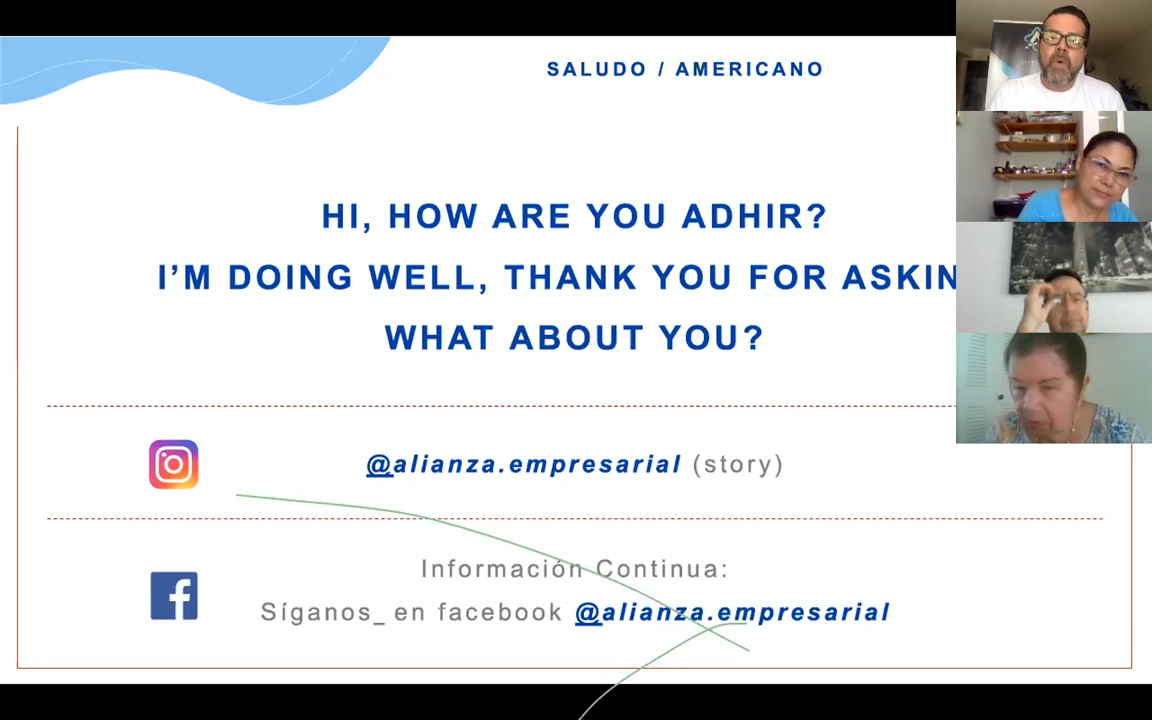 SALUDO / AMERICANO
HI, HOW ARE YOU ADHIR?
I'M DOING WELL, THANK YOU FOR ASKIN
WHAT ABOUT YOU?
@alianza.empresarial (story)
Información Continua:
Síganos_ en facebook @alianza.empresarial